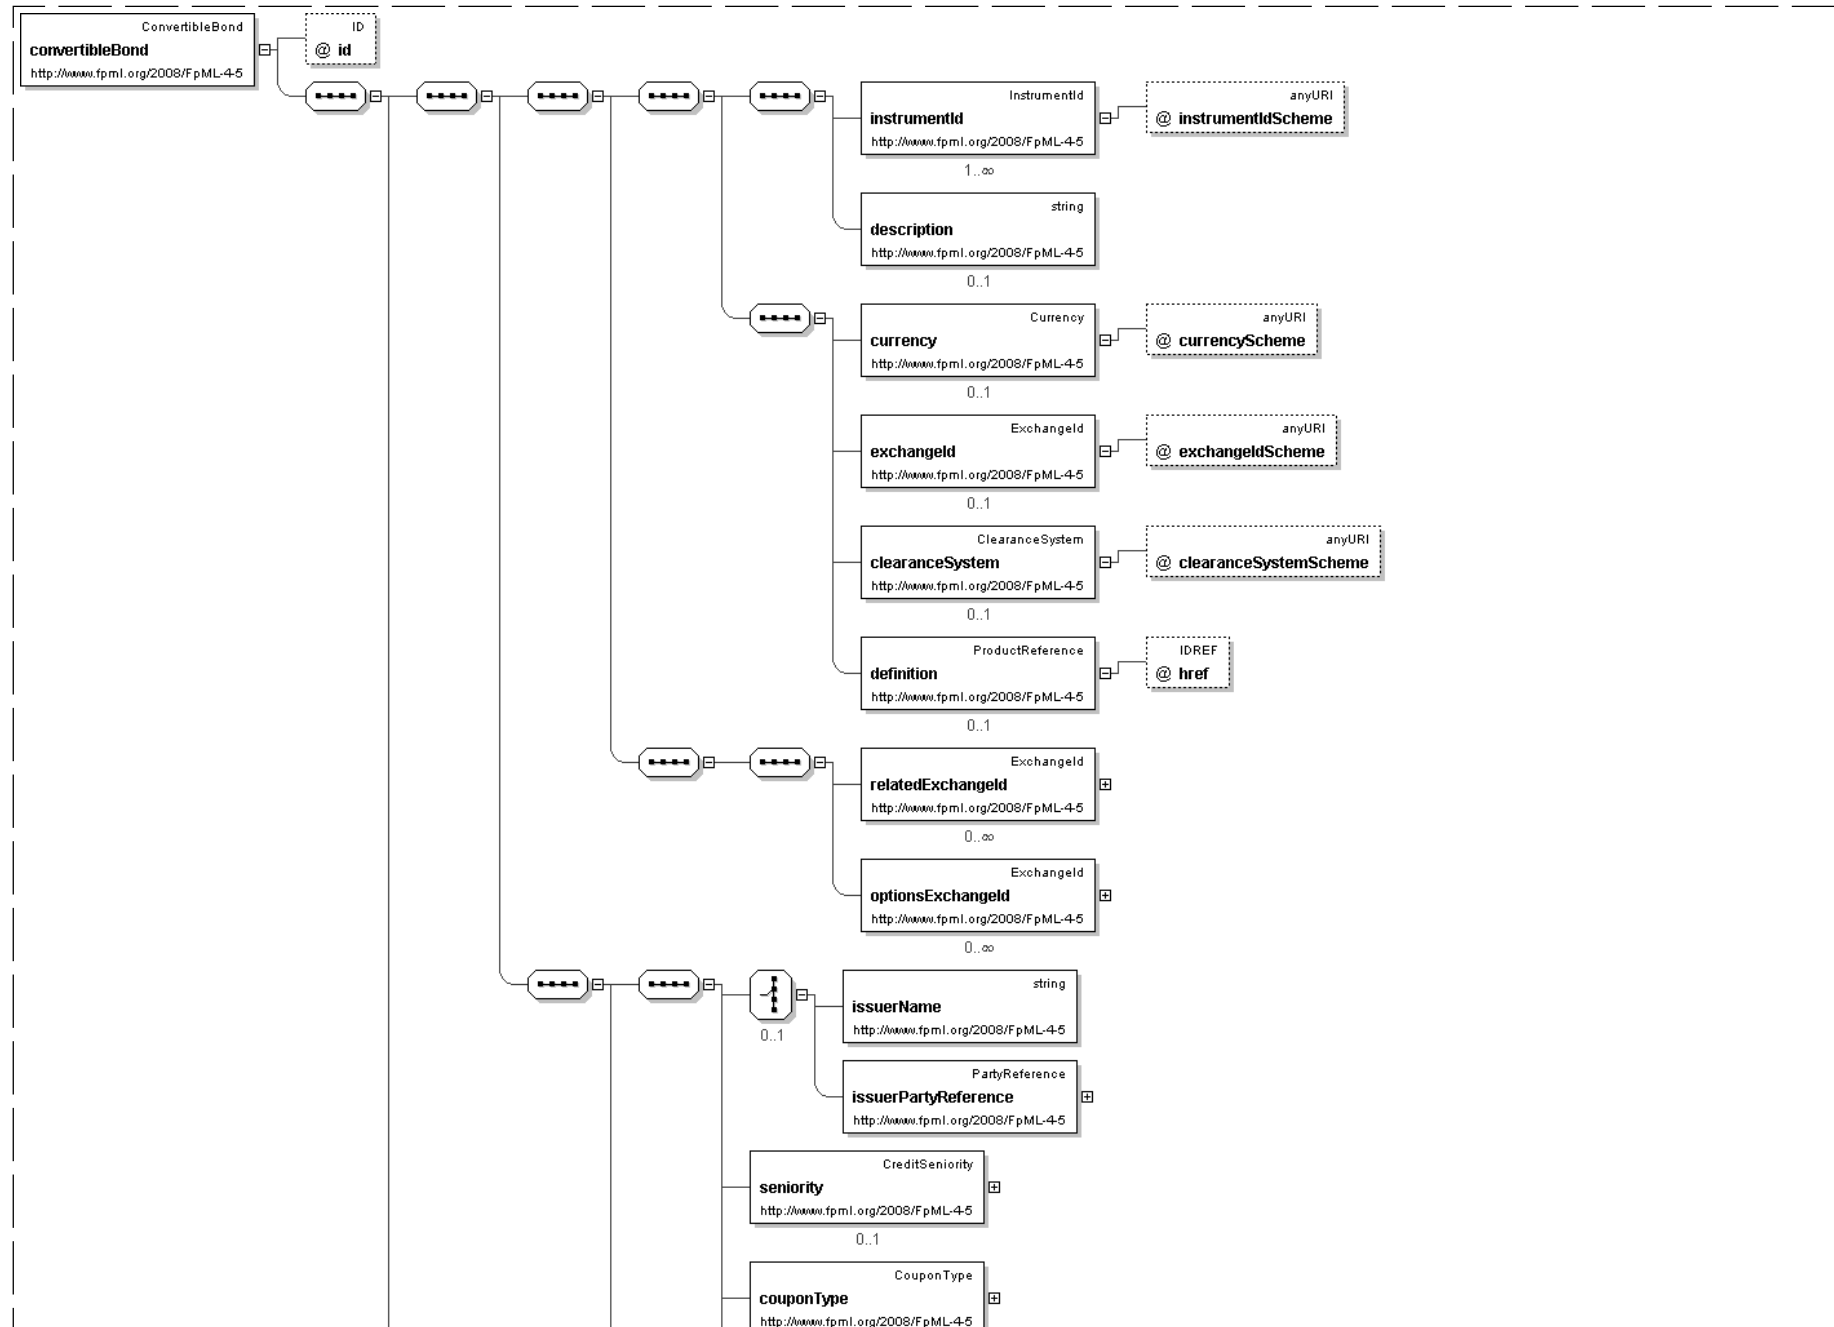 ConvertibleBond
convertibleBond
http://www.fpml.org/2008/FpML-4-5
ID
@ id
InstrumentId
instrumentId
http://www.fpml.org/2008/FpML-4-5
1..∞
anyURI
@ instrumentIdScheme
string
description
http://www.fpml.org/2008/FpML-4-5
0..1
Currency
currency
http://www.fpml.org/2008/FpML-4-5
0..1
anyURI
@ currencyScheme
ExchangeId
exchangeId
http://www.fpml.org/2008/FpML-4-5
0..1
anyURI
@ exchangeIdScheme
ClearanceSystem
clearanceSystem
http://www.fpml.org/2008/FpML-4-5
0..1
anyURI
@ clearanceSystemScheme
ProductReference
definition
http://www.fpml.org/2008/FpML-4-5
0..1
IDREF
@ href
ExchangeId
relatedExchangeId
http://www.fpml.org/2008/FpML-4-5
0..∞
ExchangeId
optionsExchangeId
http://www.fpml.org/2008/FpML-4-5
0..∞
0..1
string
issuerName
http://www.fpml.org/2008/FpML-4-5
PartyReference
issuerPartyReference
http://www.fpml.org/2008/FpML-4-5
CreditSeniority
seniority
http://www.fpml.org/2008/FpML-4-5
0..1
CouponType
couponType
http://www.fpml.org/2008/FpML-4-5